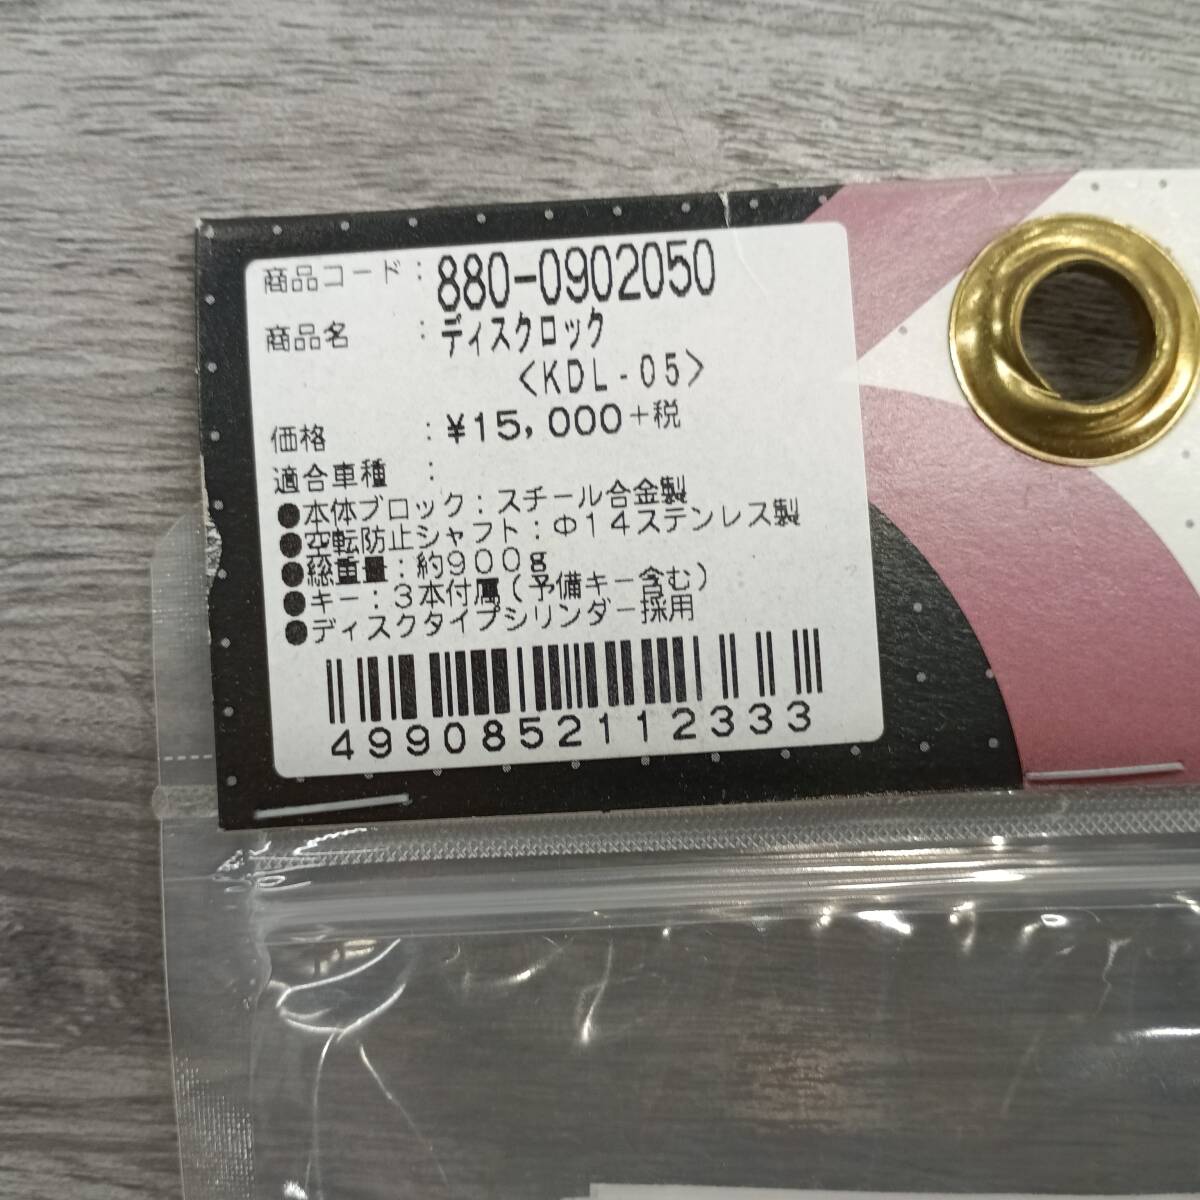 商品コード：880-0902050
商品名　：ディスクロック
＜KDL-05＞
価格　：¥15,000+税
適合車種　：
●本体ブロック：スチール合金製
●空転防止シャフト：Φ14ステンレス製
●総重量：約900g
●キー：3本付属（予備キー含む）
●ディスクタイプシリンダー採用
4990852112333